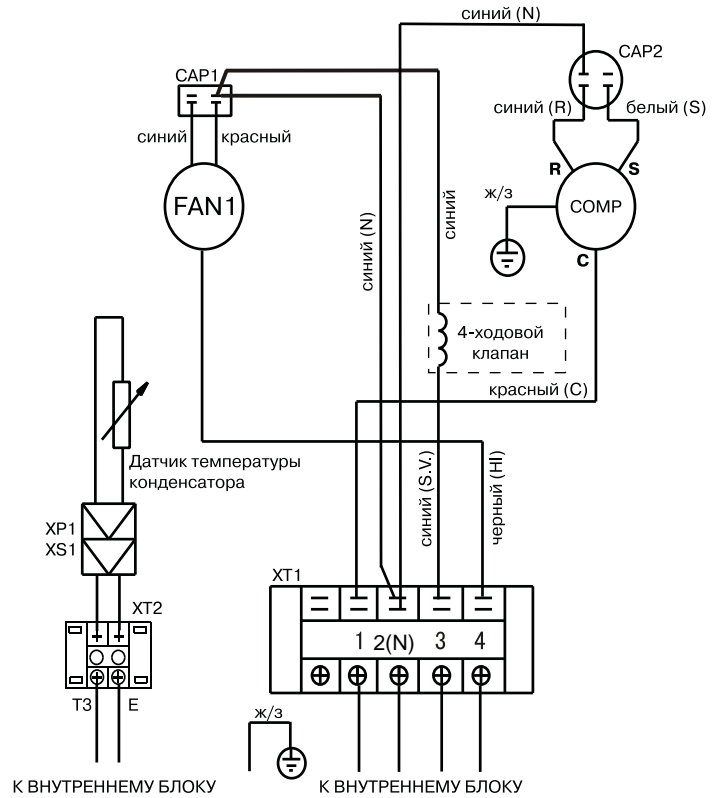 синий (N)
CAP2
CAP1
синий (R)
белый (S)
синий
красный
R
S
FAN1
ж/з
COMP
синий (N)
синий
C
4-ходовой
клапан
красный (C)
Датчик температуры
конденсатора
синий (S.V.)
черный (HI)
XP1
XS1
XT1
XT2
1
2(N)
3
4
T3
E
ж/з
К ВНУТРЕННЕМУ БЛОКУ
К ВНУТРЕННЕМУ БЛОКУ